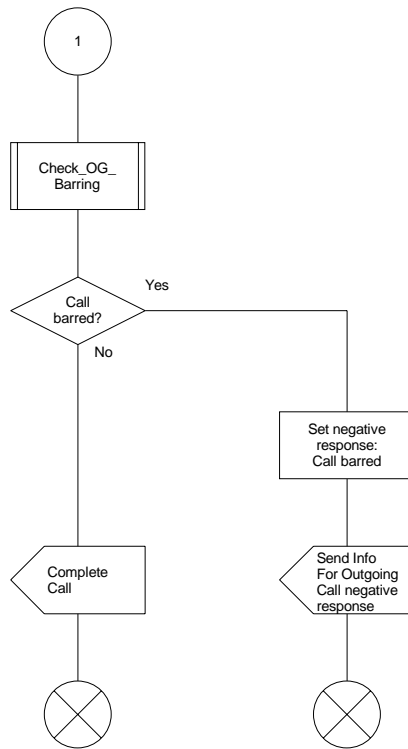 1
Check_OG_
Barring
Yes
Call
barred?
No
Set negative
response:
Call barred
Complete
Call
Send Info
For Outgoing
Call negative
response